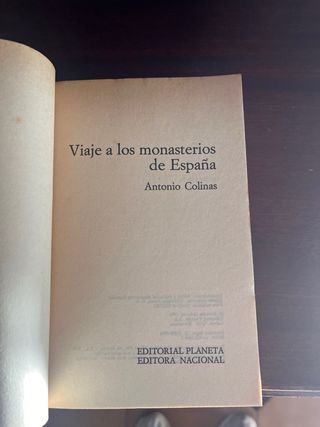 Viaje a los monasterios
de España
Antonio Colinas
EDITORIAL PLANETA
EDITORA NACIONAL